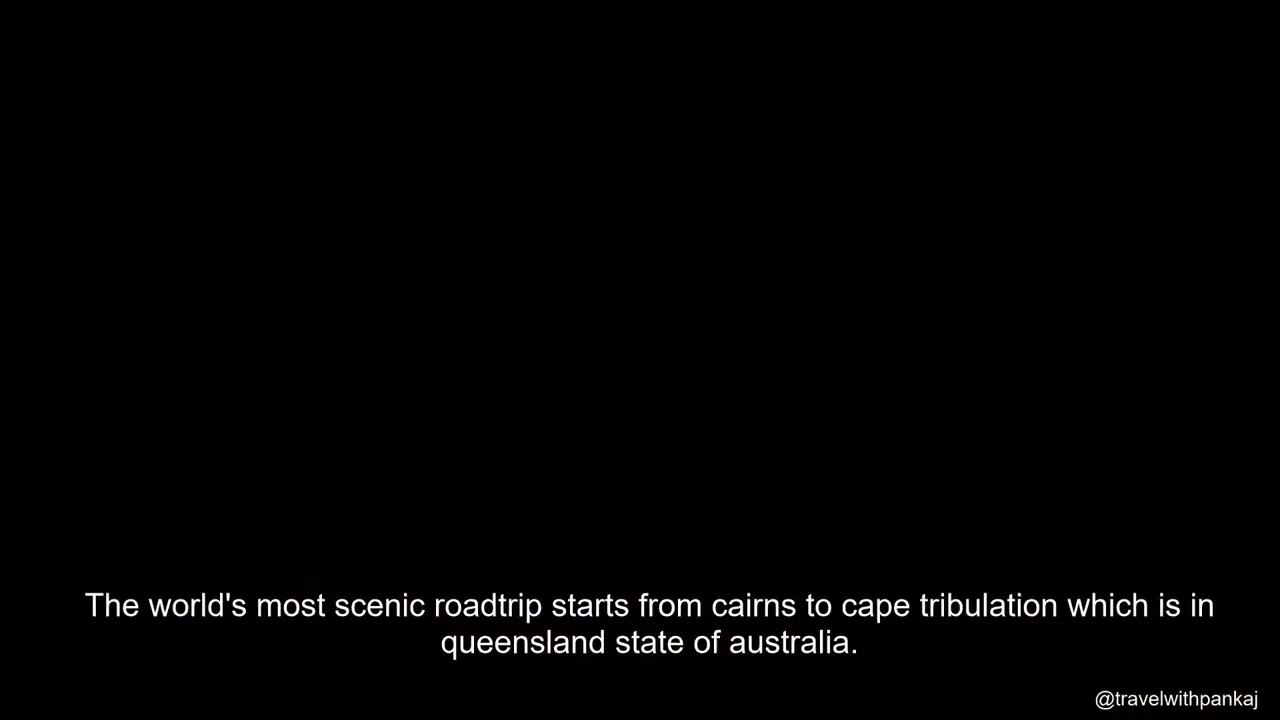 The world's most scenic roadtrip starts from cairns to cape tribulation which is in
queensland state of australia.
@travelwithpankaj